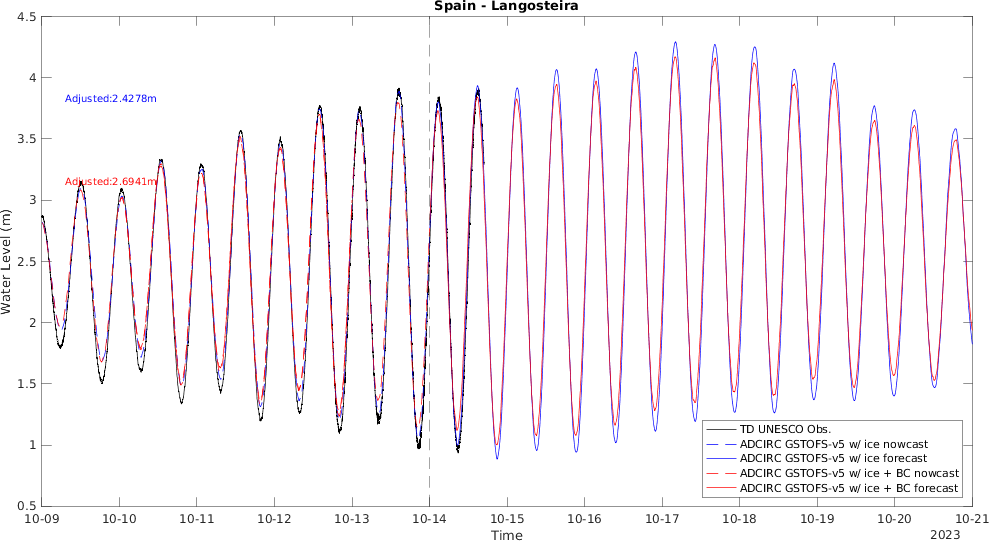 Spain - Langosteira
4.5
4
3.5
3
2.5
2
1.5
1
0.5
Water Level (m)
Adjusted:2.4278m
Adjusted:2.6941m
TD UNESCO Obs.
ADCIRC GSTOFS-v5 w/ ice nowcast
ADCIRC GSTOFS-v5 w/ ice forecast
ADCIRC GSTOFS-v5 w/ ice + BC nowcast
ADCIRC GSTOFS-v5 w/ ice + BC forecast
10-09 10-10 10-11 10-12 10-13 10-14 10-15 10-16 10-17 10-18 10-19 10-20 10-21
Time
2023